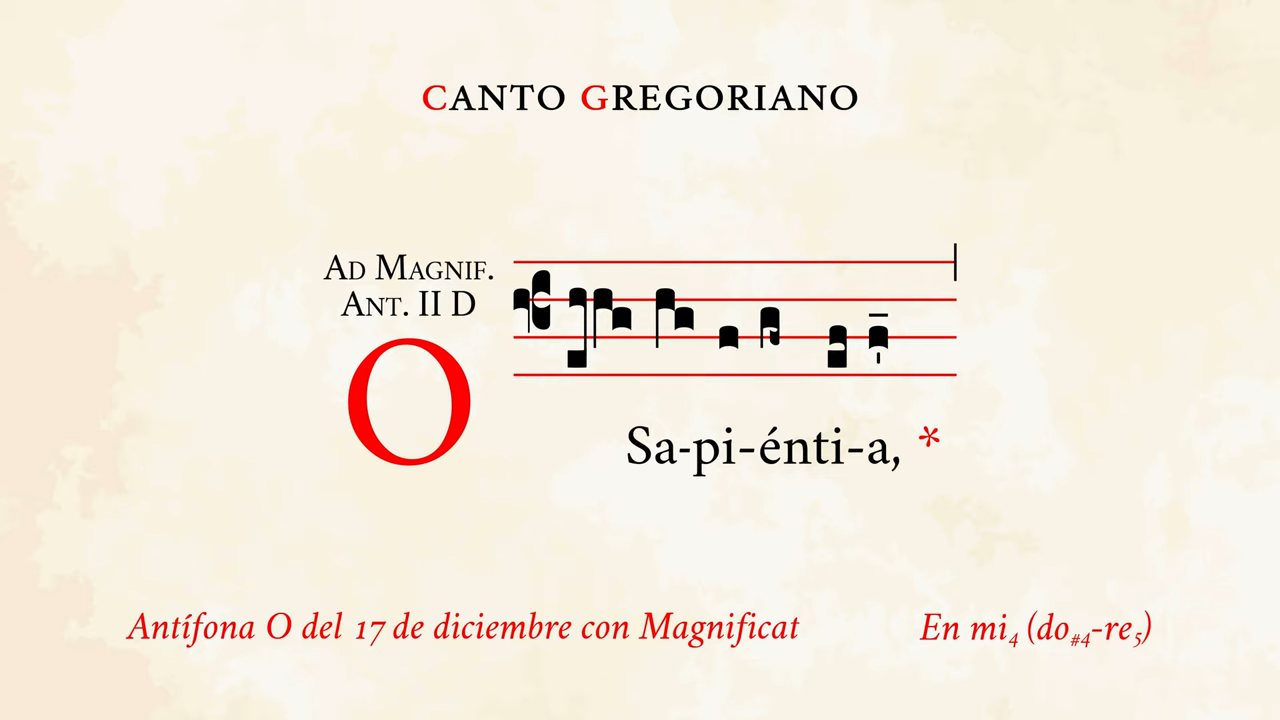 CANTO GREGORIANO
AD MAGNIF.
ANT. II D
O
Sa-pi-énti-a, *
Antífona O del 17 de diciembre con Magnificat
En mi₄ (do#₄-re₅)